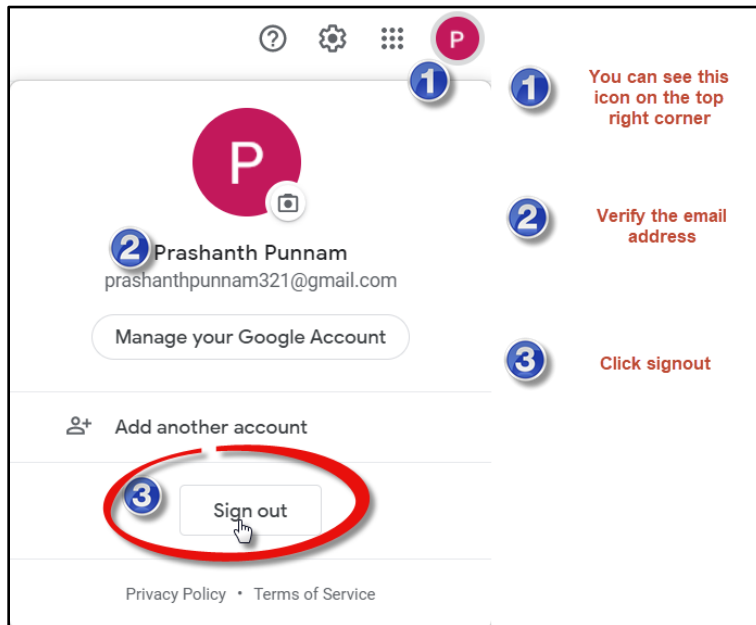 P
1
1
You can see this
icon on the top
right corner
P
2
Prashanth Punnam
prashanthpunnam321@gmail.com
2
Verify the email
address
Manage your Google Account
3
Click signout
Add another account
3
Sign out
Privacy Policy • Terms of Service